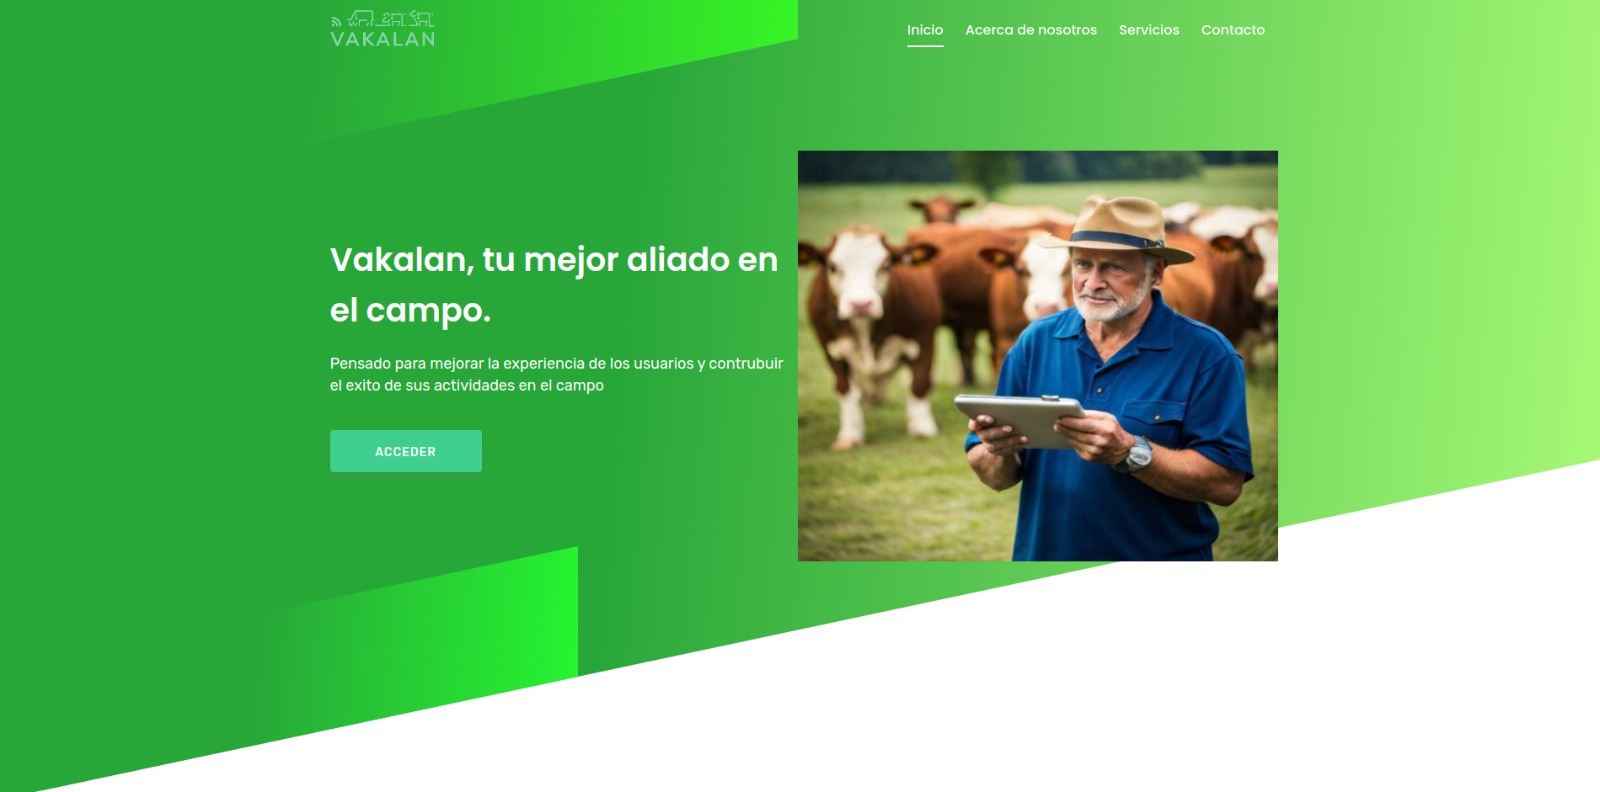 VAKALAN
Inicio Acerca de nosotros Servicios Contacto
Vakalan, tu mejor aliado en
el campo.
Pensado para mejorar la experiencia de los usuarios y contrubuir
el exito de sus actividades en el campo
ACCEDER